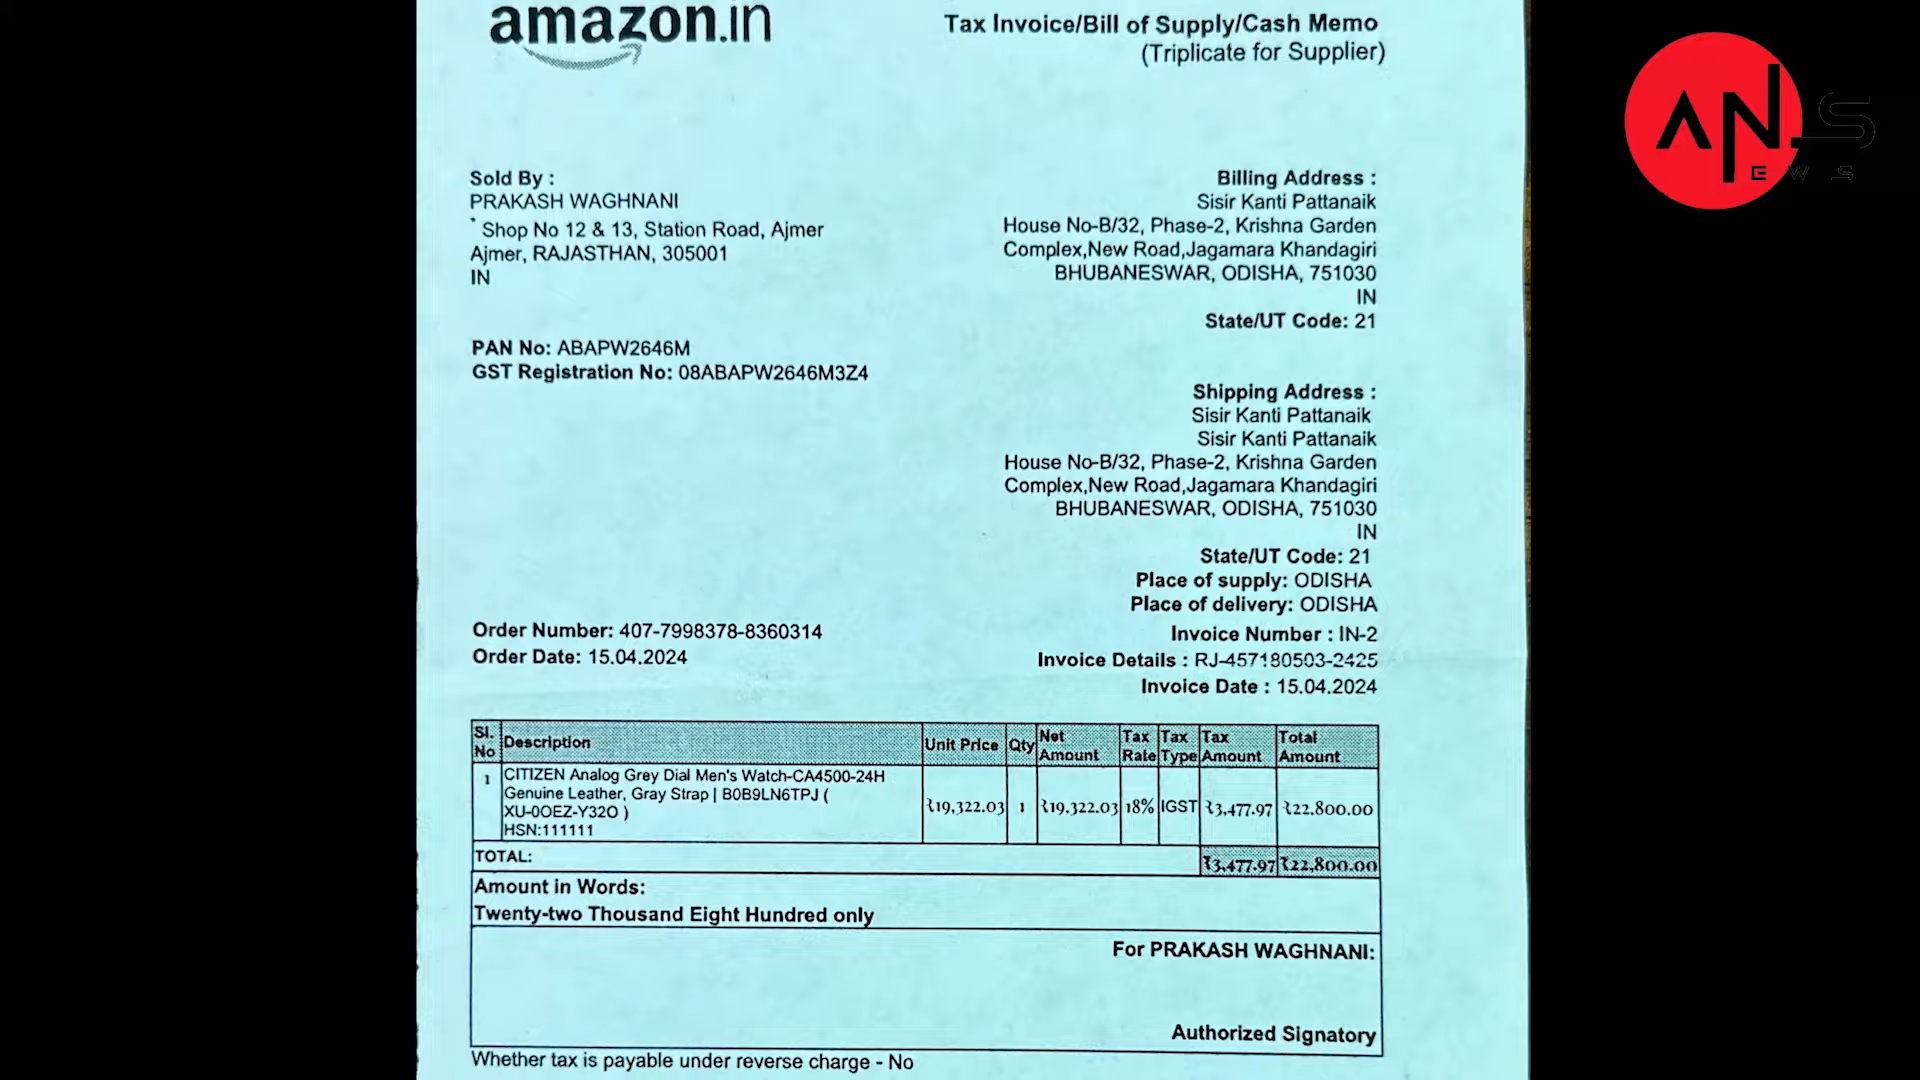 amazon.in
Tax Invoice/Bill of Supply/Cash Memo
(Triplicate for Supplier)
ANS
EWS
Sold By :
PRAKASH WAGHNANI
* Shop No 12 & 13, Station Road, Ajmer
Ajmer, RAJASTHAN, 305001
IN
PAN No: ABAPW2646M
GST Registration No: 08ABAPW2646M3Z4
Billing Address :
Sisir Kanti Pattanaik
House No-B/32, Phase-2, Krishna Garden
Complex,New Road,Jagamara Khandagiri
BHUBANESWAR, ODISHA, 751030
IN
State/UT Code: 21
Shipping Address :
Sisir Kanti Pattanaik
Sisir Kanti Pattanaik
House No-B/32, Phase-2, Krishna Garden
Complex,New Road,Jagamara Khandagiri
BHUBANESWAR, ODISHA, 751030
IN
State/UT Code: 21
Place of supply: ODISHA
Place of delivery: ODISHA
Order Number: 407-7998378-8360314
Order Date: 15.04.2024
Invoice Number : IN-2
Invoice Details : RJ-457180503-2425
Invoice Date : 15.04.2024
Sl. No Description Unit Price Qty Net Amount Tax Rate Tax Type Tax Amount Total Amount
1 CITIZEN Analog Grey Dial Men's Watch-CA4500-24H
Genuine Leather, Gray Strap | B0B9LN6TPJ (
XU-0OEZ-Y32O )
HSN:111111
₹19,322.03 1 ₹19,322.03 18% IGST ₹3,477.97 ₹22,800.00
TOTAL: ₹3,477.97 ₹22,800.00
Amount in Words:
Twenty-two Thousand Eight Hundred only
For PRAKASH WAGHNANI:
Authorized Signatory
Whether tax is payable under reverse charge - No